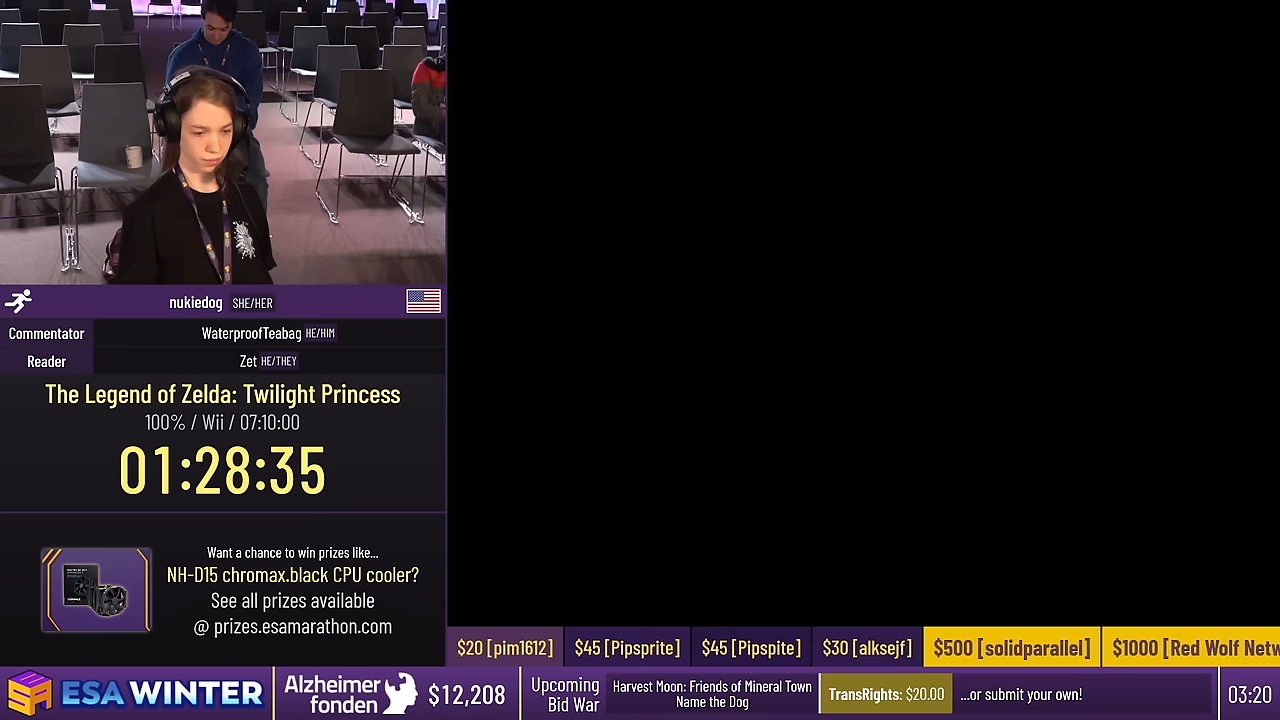 nukiedog SHE/HER
Commentator WaterproofTeabag HE/HIM
Reader Zet HE/THEY
The Legend of Zelda: Twilight Princess
100% / Wii / 07:10:00
01:28:35
Want a chance to win prizes like...
NH-D15 chromax.black CPU cooler?
See all prizes available
@ prizes.esamarathon.com
$20 [pim1612] $45 [Pipsprite] $45 [Pipspite] $30 [alksejf] $500 [solidparallel] $1000 [Red Wolf Netw
ESA WINTER
Alzheimer
fonden
$12,208
Upcoming
Bid War
Harvest Moon: Friends of Mineral Town
Name the Dog
TransRights: $20.00
...or submit your own!
03:20